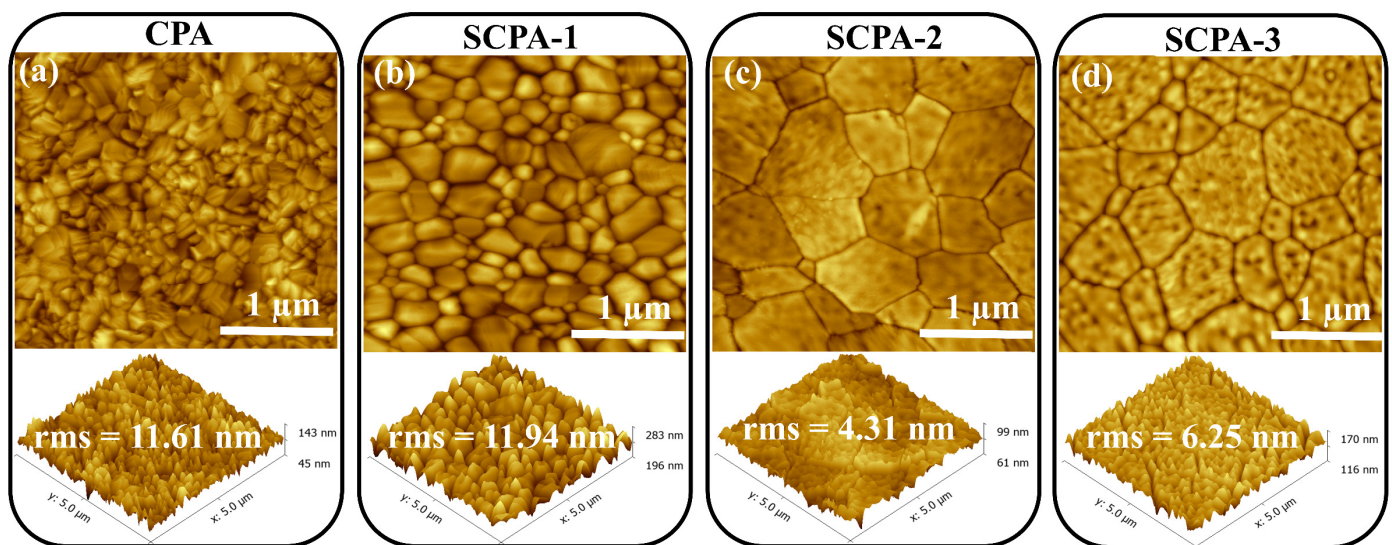 CPA
(a)
1 µm
rms = 11.61 nm
143 nm
45 nm
y: 5.0 µm
x: 5.0 µm
SCPA-1
(b)
1 µm
rms = 11.94 nm
283 nm
196 nm
y: 5.0 µm
x: 5.0 µm
SCPA-2
(c)
1 µm
rms = 4.31 nm
99 nm
61 nm
y: 5.0 µm
x: 5.0 µm
SCPA-3
(d)
1 µm
rms = 6.25 nm
170 nm
116 nm
y: 5.0 µm
x: 5.0 µm